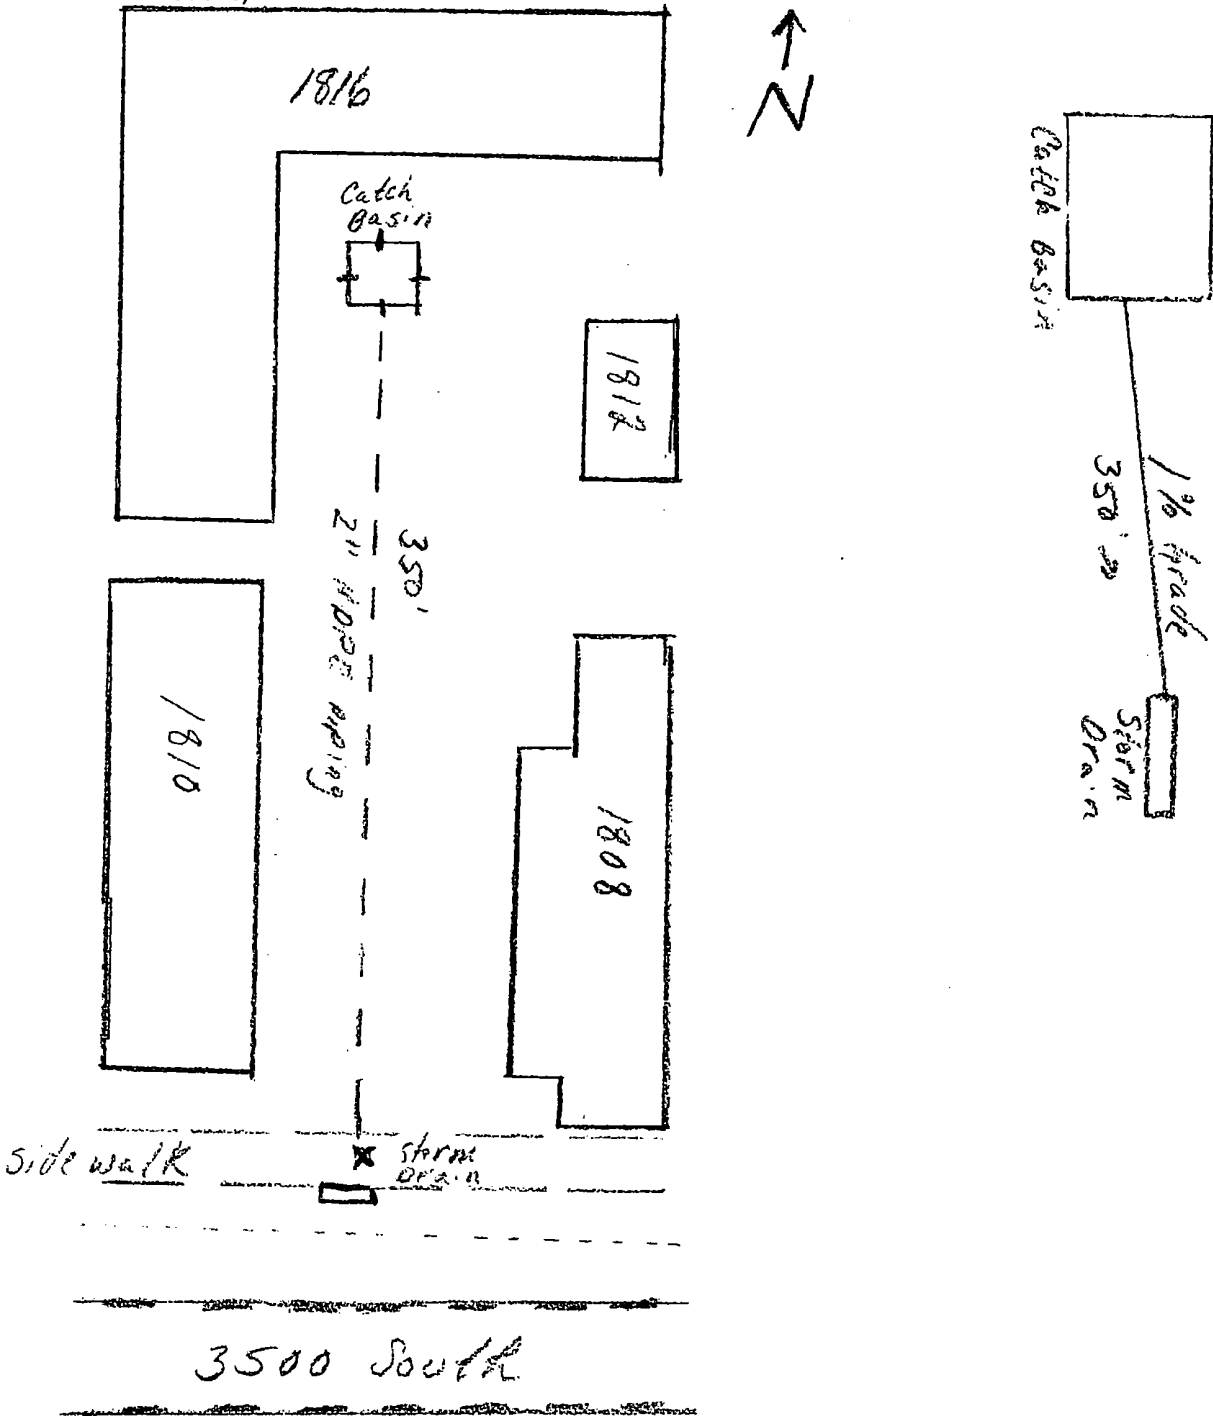 1816
N
Catch
Basin
Catch Basin
1812
350'
2" HDPE piping
1% Grade
350'
1810
1808
Storm
Drain
sidewalk
Storm
Drain
3500 South